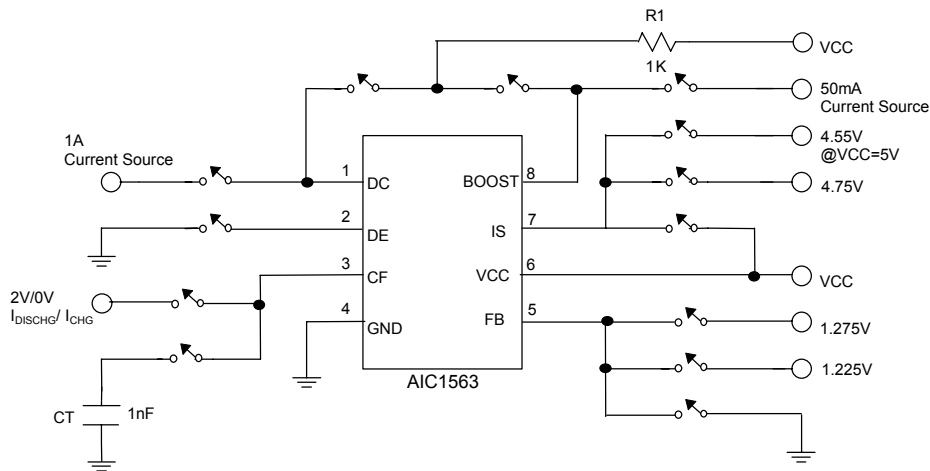 R1
VCC
1K
50mA
Current Source
1A
Current Source
4.55V
@VCC=5V
1
DC
BOOST
8
4.75V
2
DE
IS
7
3
CF
VCC
6
VCC
2V/0V
IDISCHG/ ICHG
4
GND
FB
5
1.275V
1.225V
AIC1563
CT
1nF